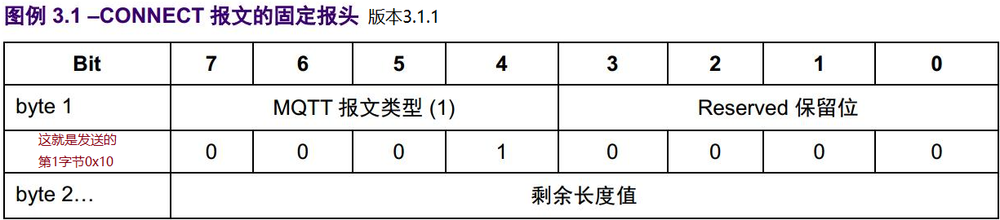 图例 3.1 –CONNECT 报文的固定报头 版本3.1.1
Bit 7 6 5 4 3 2 1 0
byte 1 MQTT 报文类型 (1) Reserved 保留位
这就是发送的
第1字节0x10
0 0 0 1 0 0 0 0
byte 2… 剩余长度值